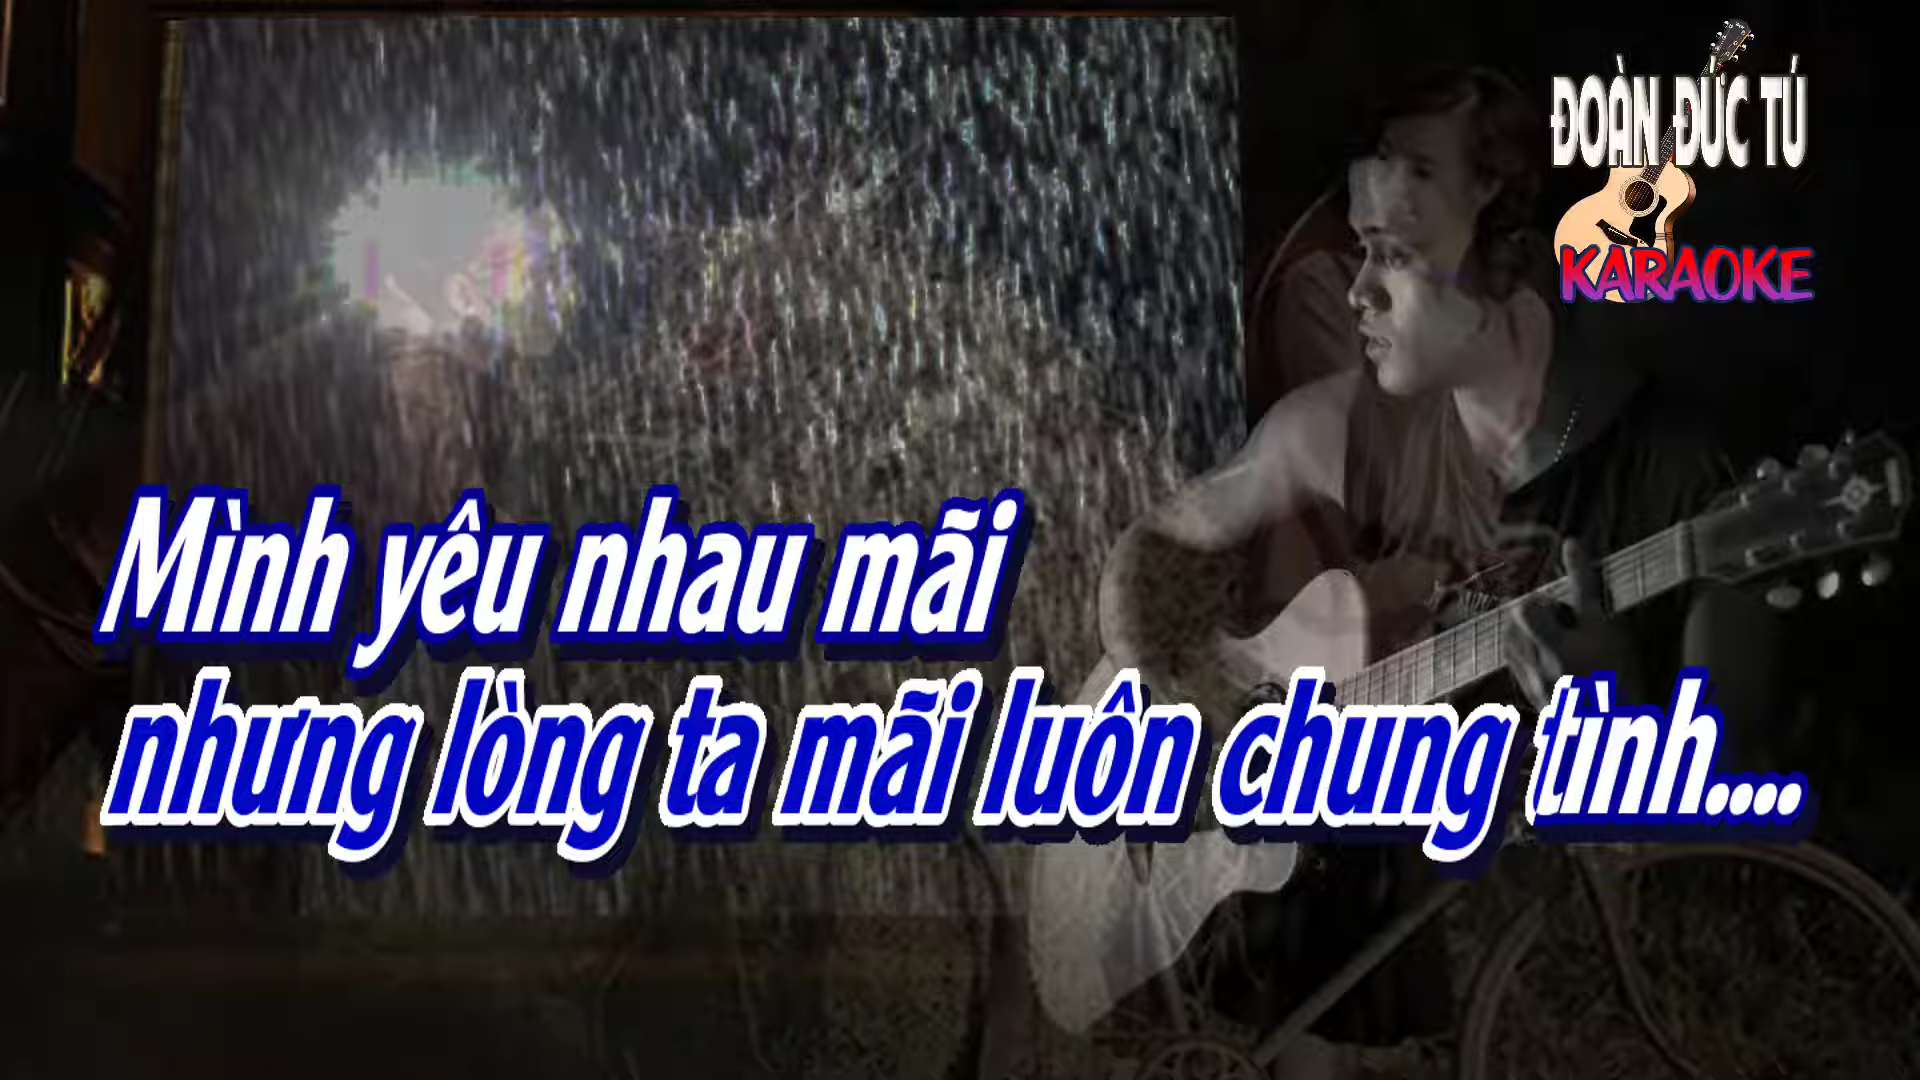 ĐOÀN ĐỨC TÚ
KARAOKE
Mình yêu nhau mãi
nhưng lòng ta mãi luôn chung tình....